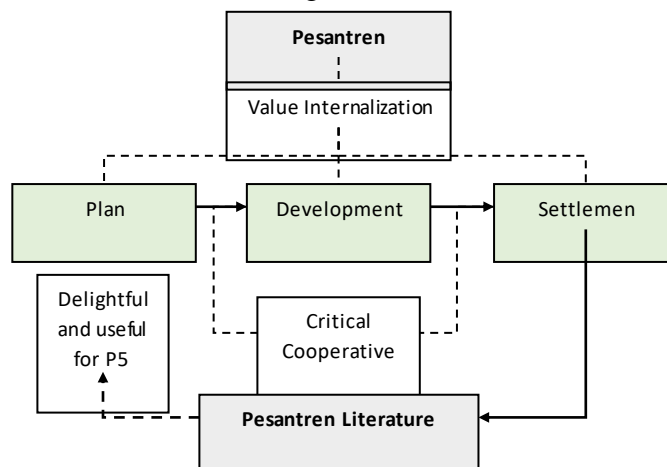 Pesantren
Value Internalization
Plan
Development
Settlemen
Delightful
and useful
for P5
Critical
Cooperative
Pesantren Literature